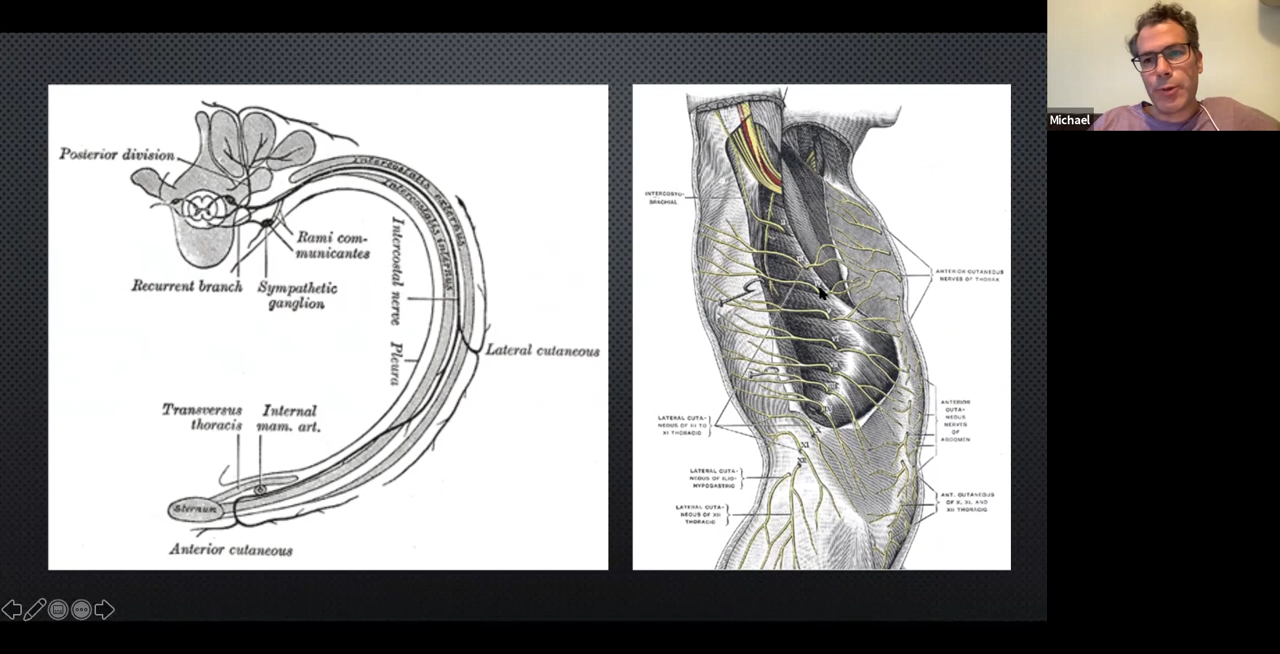 Posterior division
Intercostalis externus
Intercostalis internus
Intercostal nerve
Pleura
Rami com-
municantes
Recurrent branch
Sympathetic
ganglion
Lateral cutaneous
Transversus
thoracis
Internal
mam. art.
Sternum
Anterior cutaneous
INTERCOSTO-
BRACHIAL
ANTERIOR CUTANEOUS
NERVES OF THORAX
LATERAL CUTA-
NEOUS OF III TO
XI THORACIC
ANTERIOR
CUTA-
NEOUS
NERVES
OF
ABDOMEN
LATERAL CUTA-
NEOUS OF ILIO-
HYPOGASTRIC
LATERAL CUTA-
NEOUS OF XII
THORACIC
ANT. CUTANEOUS
OF X, XI, AND
XII THORACIC
X
XI
XII
Michael